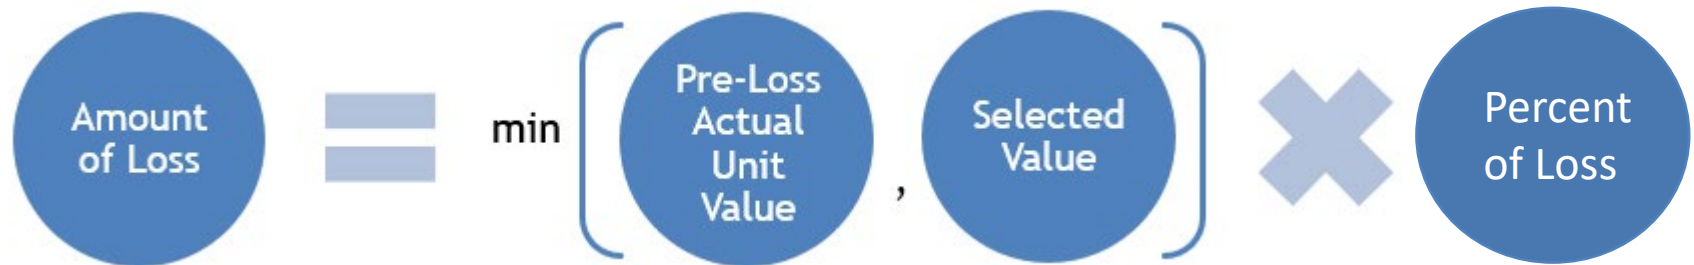 Amount
of Loss
=
min
(
Pre-Loss
Actual
Unit
Value
,
Selected
Value
)
×
Percent
of Loss